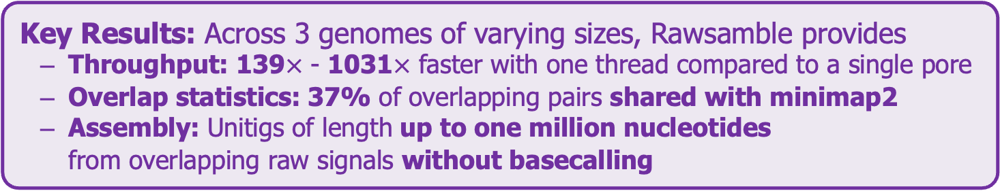 Key Results: Across 3 genomes of varying sizes, Rawsamble provides
– Throughput: 139× - 1031× faster with one thread compared to a single pore
– Overlap statistics: 37% of overlapping pairs shared with minimap2
– Assembly: Unitigs of length up to one million nucleotides
from overlapping raw signals without basecalling